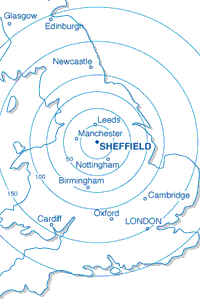 Glasgow
Edinburgh
Newcastle
Leeds
Manchester
SHEFFIELD
50
Nottingham
100
Birmingham
150
Cambridge
Oxford
Cardiff
LONDON